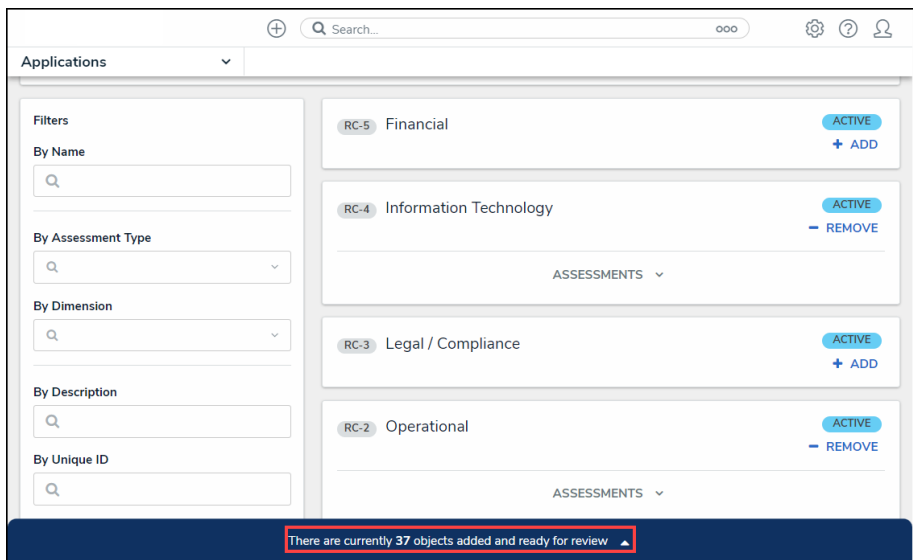 Search...
ooo
Applications
Filters
By Name
By Assessment Type
By Dimension
By Description
By Unique ID
RC-5 Financial
ACTIVE
+ ADD
RC-4 Information Technology
ACTIVE
− REMOVE
ASSESSMENTS
RC-3 Legal / Compliance
ACTIVE
+ ADD
RC-2 Operational
ACTIVE
− REMOVE
ASSESSMENTS
There are currently 37 objects added and ready for review